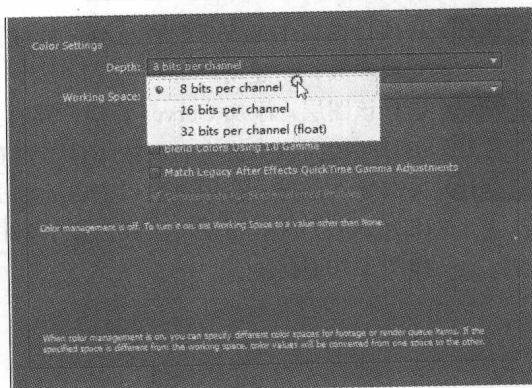 Color Settings
Depth: 8 bits per channel
8 bits per channel
Working Space:
16 bits per channel
32 bits per channel (float)
Blend Colors Using 1.0 Gamma
Match Legacy After Effects QuickTime Gamma Adjustments
Color management is off. To turn it on, set Working Space to a value other than None.
When color management is on, you can specify different color spaces for footage or render queue items. If the
specified space is different from the working space, color values will be converted from one space to the other.